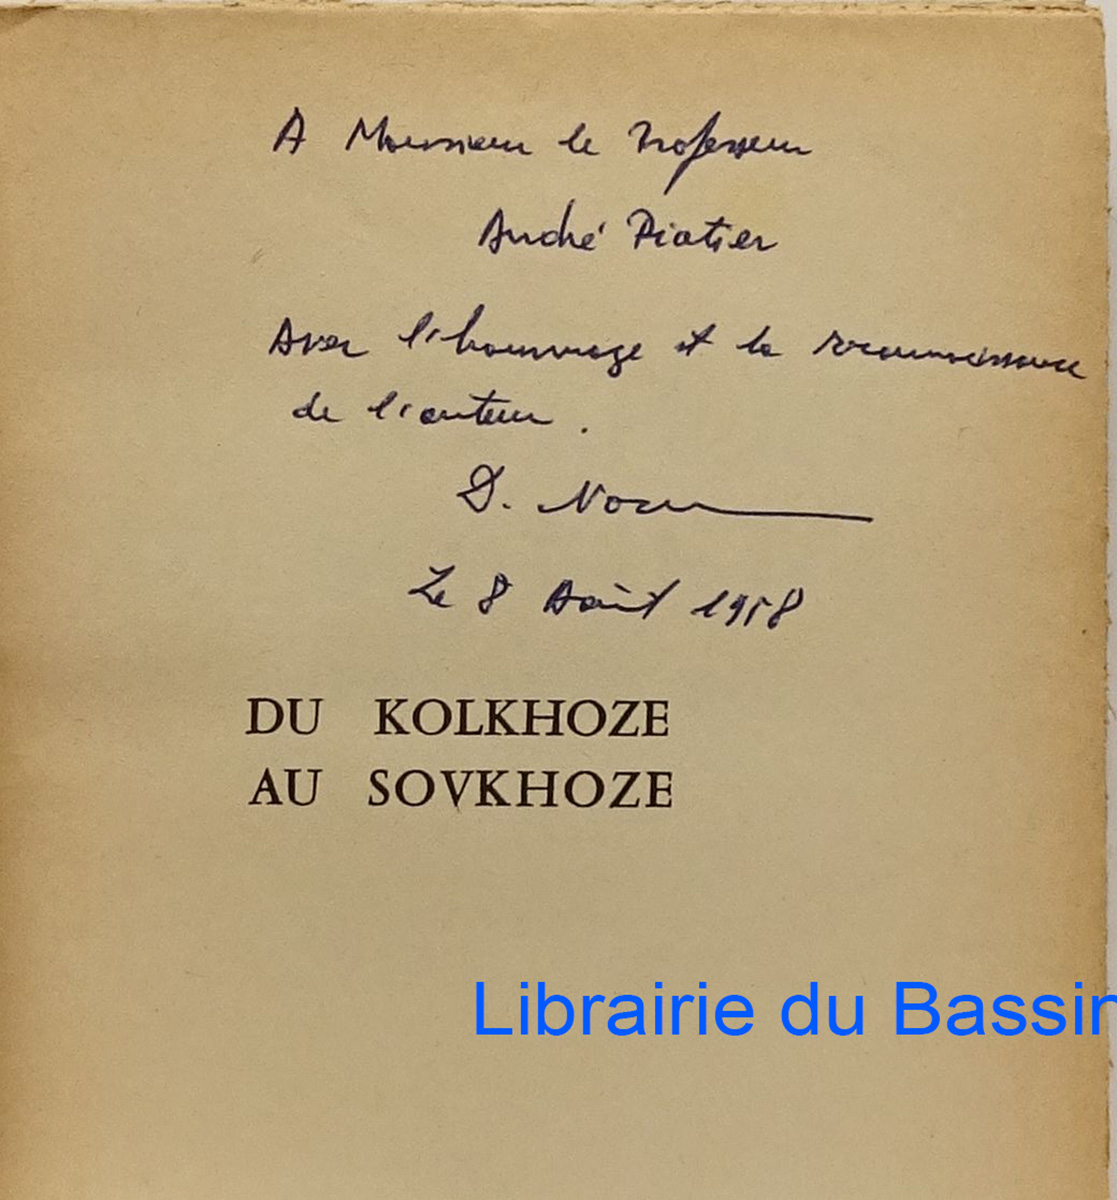 A Monsieur le Professeur
André Piatier
Avec l'hommage et la reconnaissance
de l'auteur.
D.
Le 8 Août 1958
DU KOLKHOZE
AU SOVKHOZE
Librairie du Bassin